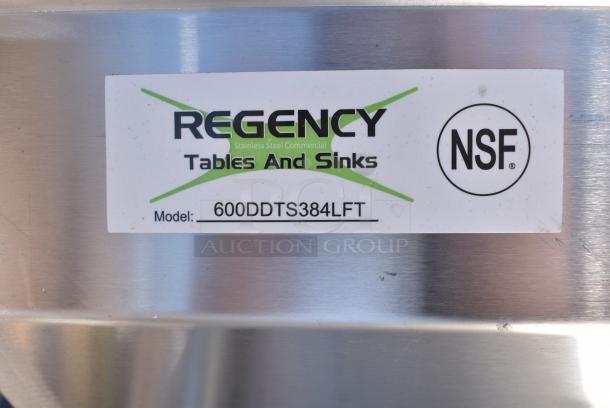 REGENCY
Stainless Steel Commercial
Tables And Sinks
Model: 600DDTS384LFT
NSF®
AUCTION GROUP